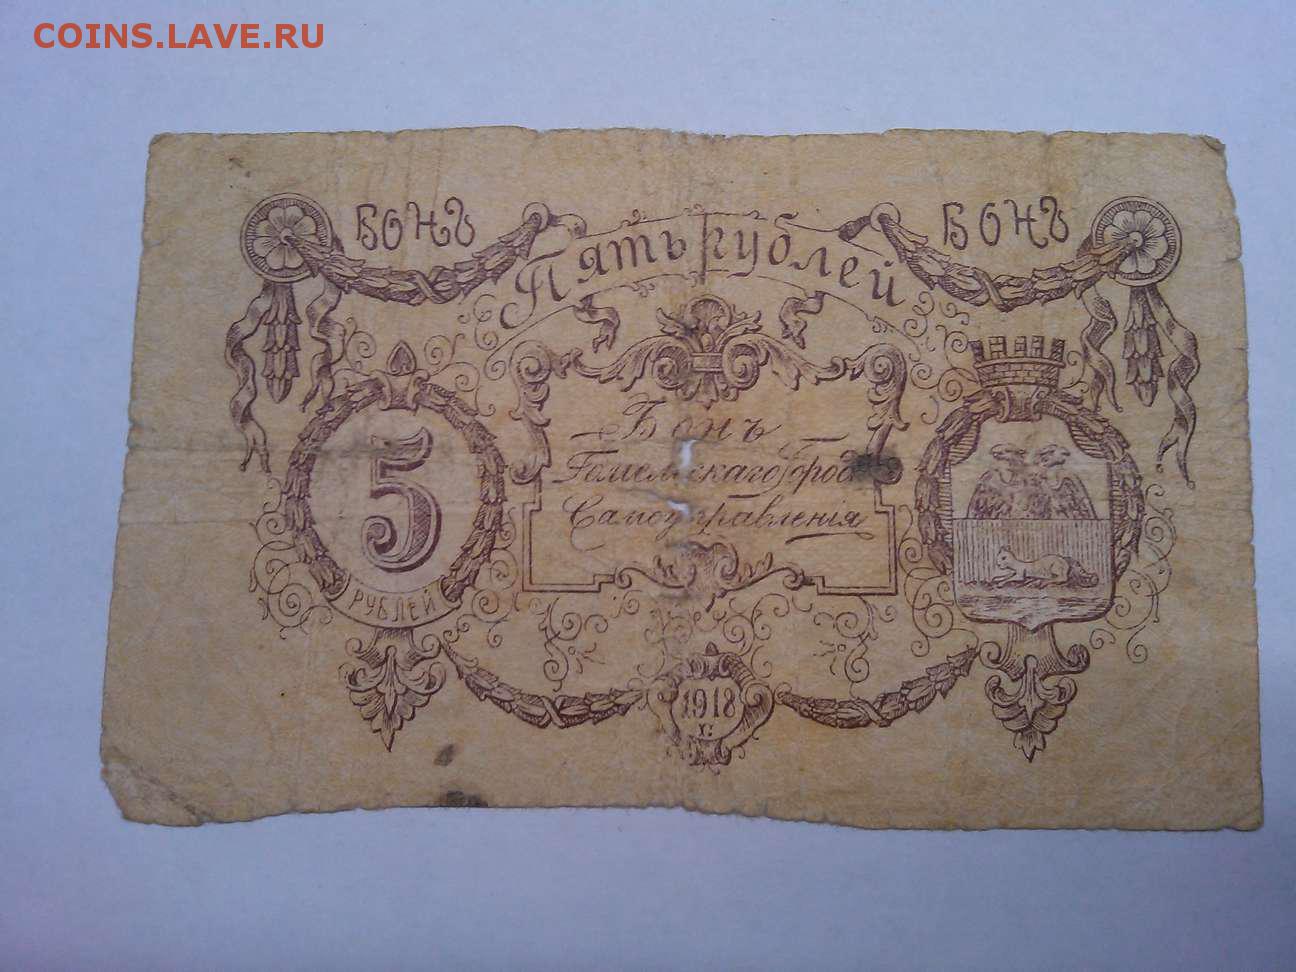 COINS.LAVE.RU
БОНЪ
БОНЪ
Пять рублей
Бонъ
Гомельскаго Город
Самоуправленія
5
РУБЛЕЙ
1918
г.